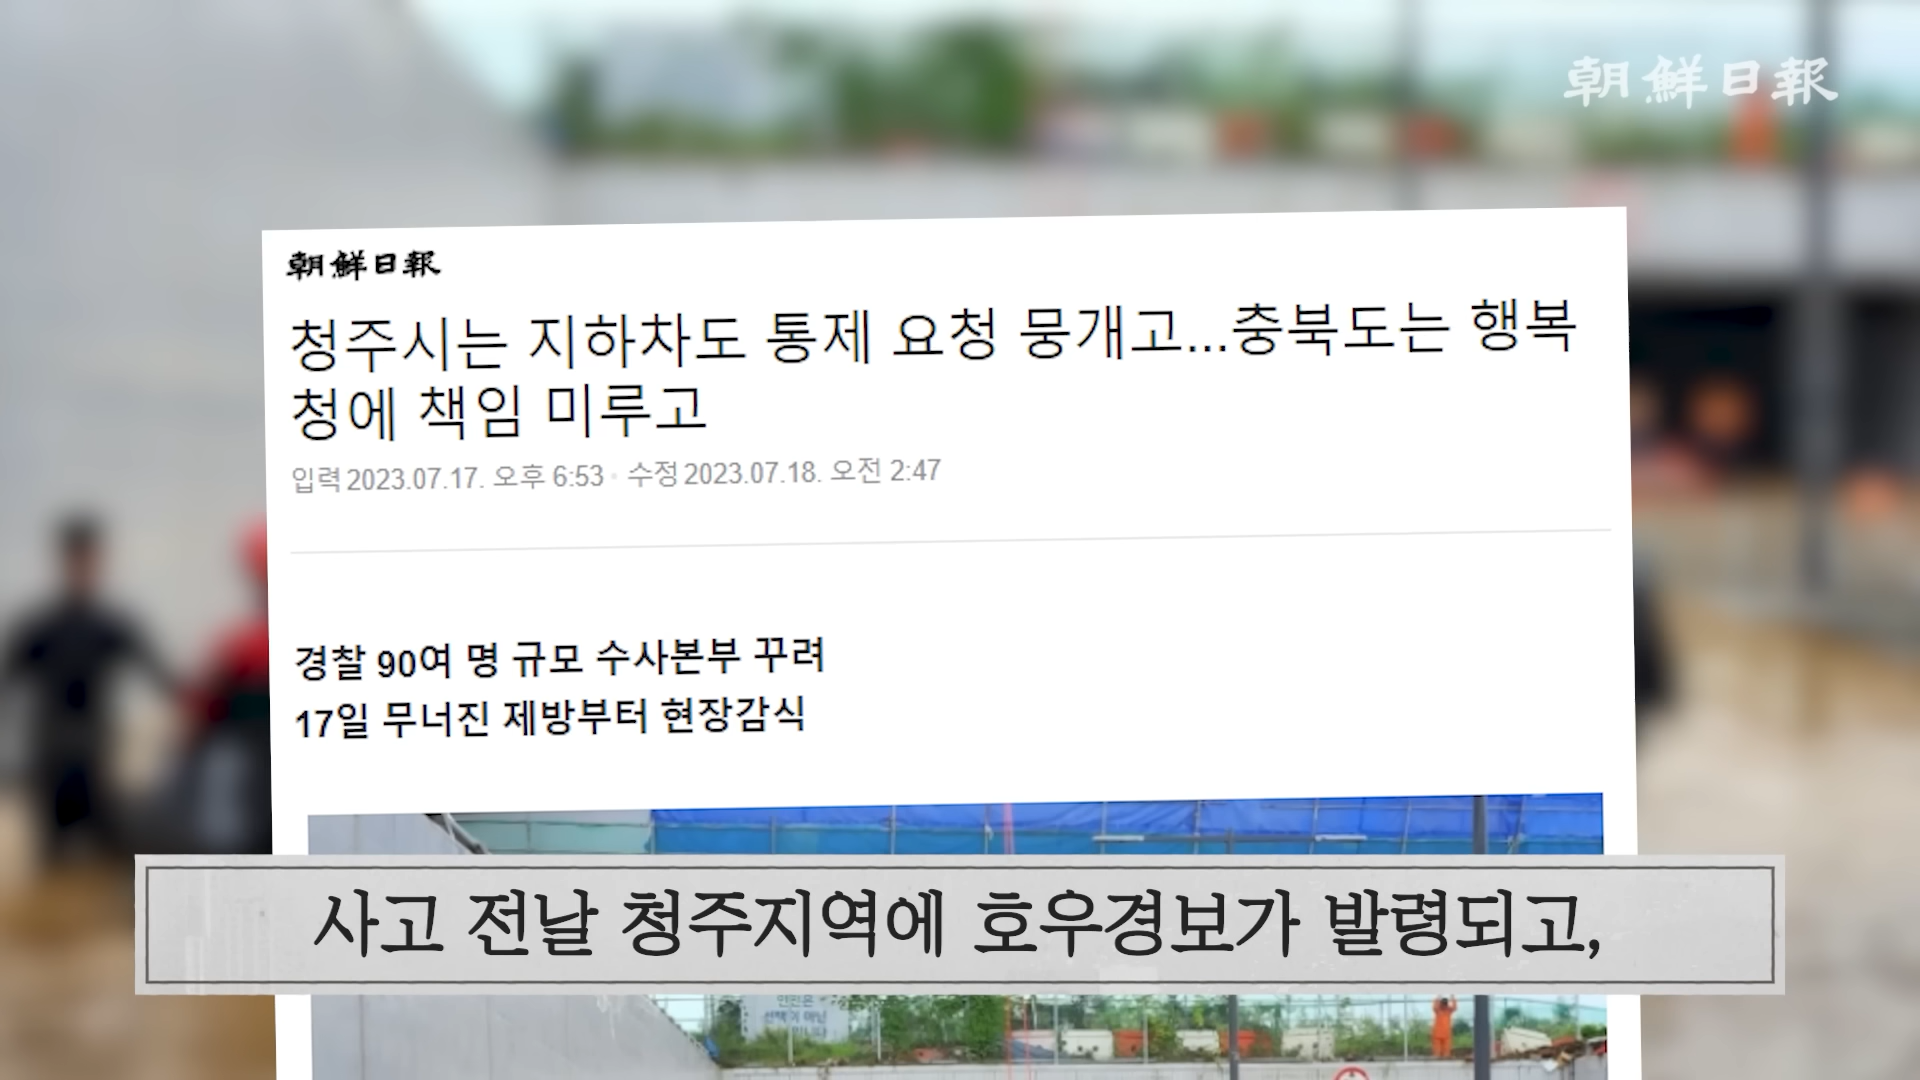 朝鮮日報
朝鮮日報
청주시는 지하차도 통제 요청 뭉개고...충북도는 행복
청에 책임 미루고
입력 2023.07.17. 오후 6:53 · 수정 2023.07.18. 오전 2:47
경찰 90여 명 규모 수사본부 꾸려
17일 무너진 제방부터 현장감식
사고 전날 청주지역에 호우경보가 발령되고,